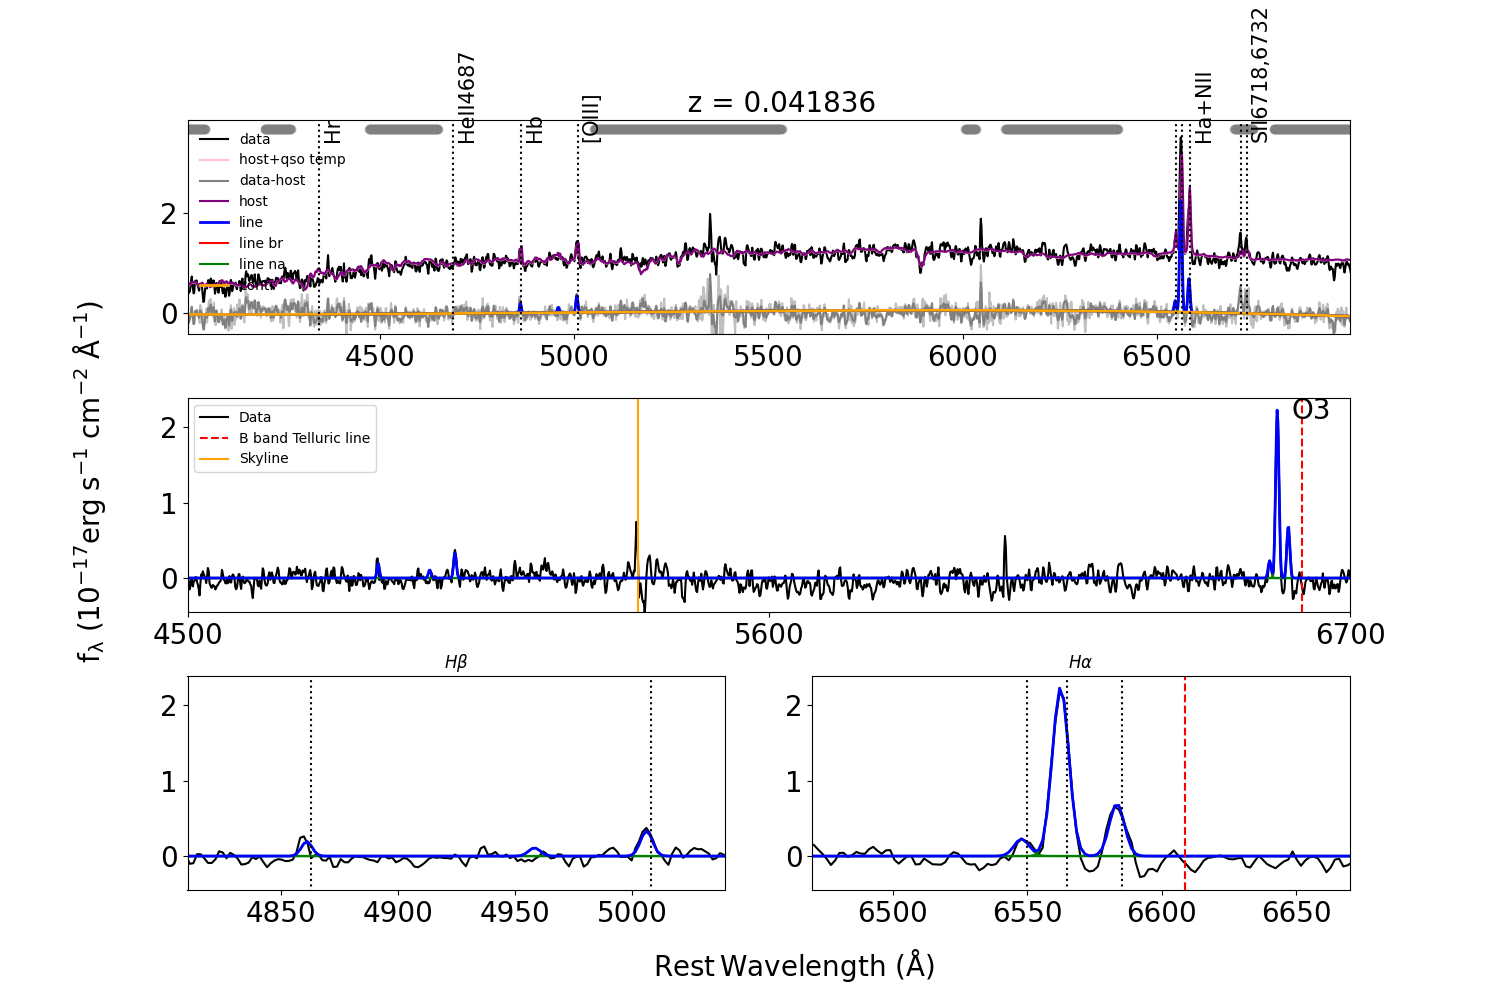 z = 0.041836
Hr
HeII4687
Hb
[OIII]
Ha+NII
SII6718,6732
data
host+qso temp
data-host
host
line
line br
line na
conti
2
0
4500 5000 5500 6000 6500
fλ (10⁻¹⁷erg s⁻¹ cm⁻² Å⁻¹)
Data
B band Telluric line
Skyline
O3
2
1
0
4500 5600 6700
Hβ
2
1
0
4850 4900 4950 5000
Hα
2
1
0
6500 6550 6600 6650
Rest Wavelength (Å)